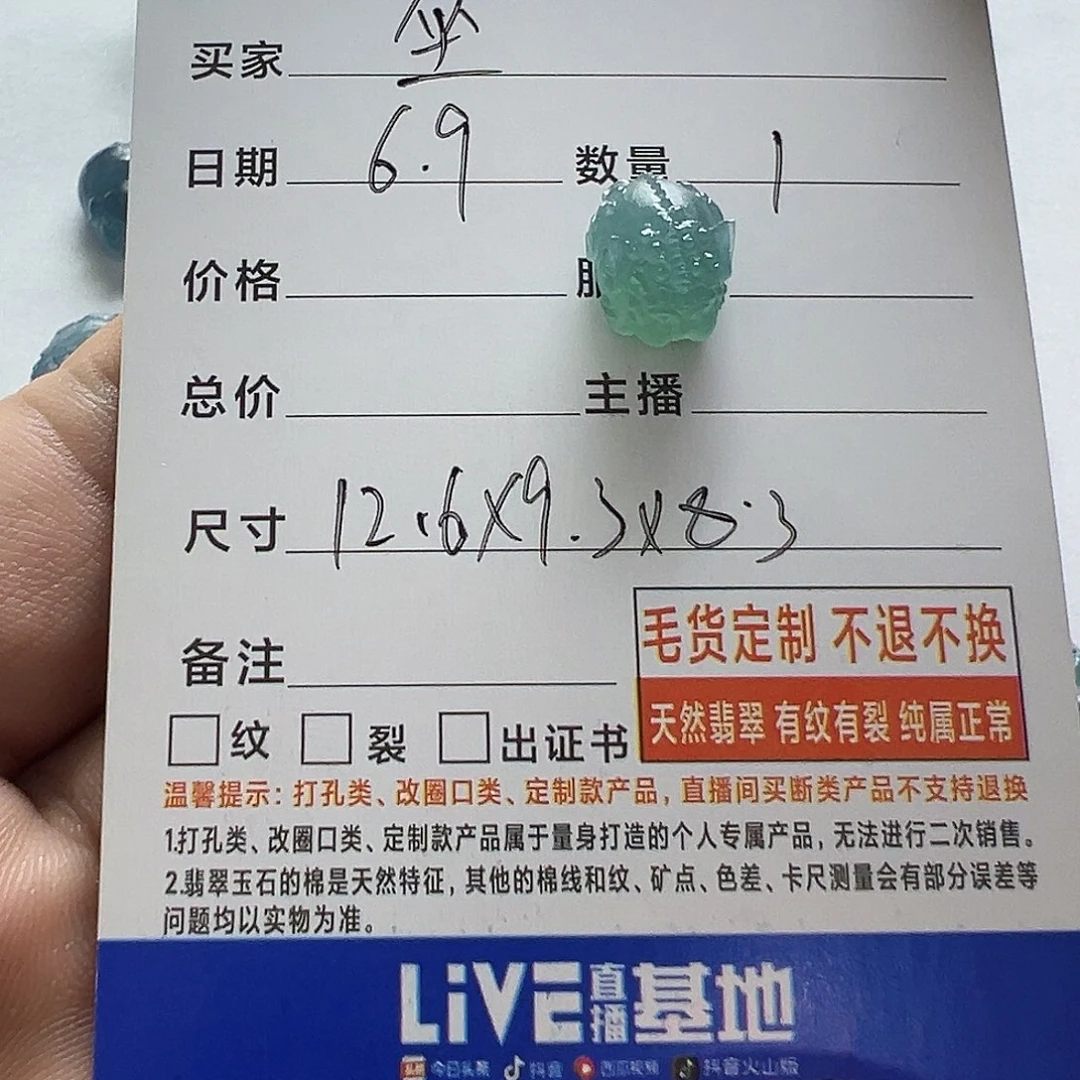 买家
日期 6.9 数量 1
价格
总价 主播
尺寸 12.6x9.3x8.3
毛货定制 不退不换
备注
天然翡翠 有纹有裂 纯属正常
纹 裂 出证书
温馨提示：打孔类、改圈口类、定制款产品，直播间买断类产品不支持退换
1.打孔类、改圈口类、定制款产品属于量身打造的个人专属产品，无法进行二次销售。
2.翡翠玉石的棉是天然特征，其他的棉线和纹、矿点、色差、卡尺测量会有部分误差等
问题均以实物为准。
LiVE直播基地
头条 今日头条 抖音 西瓜视频 抖音火山版